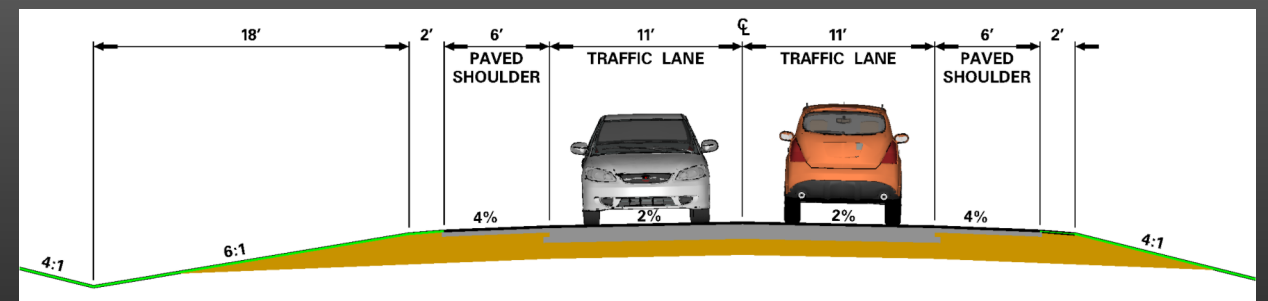 ℄
18' 2' 6' 11' 11' 6' 2'
PAVED TRAFFIC LANE TRAFFIC LANE PAVED
SHOULDER SHOULDER
4% 2% 2% 4%
4:1 6:1 4:1